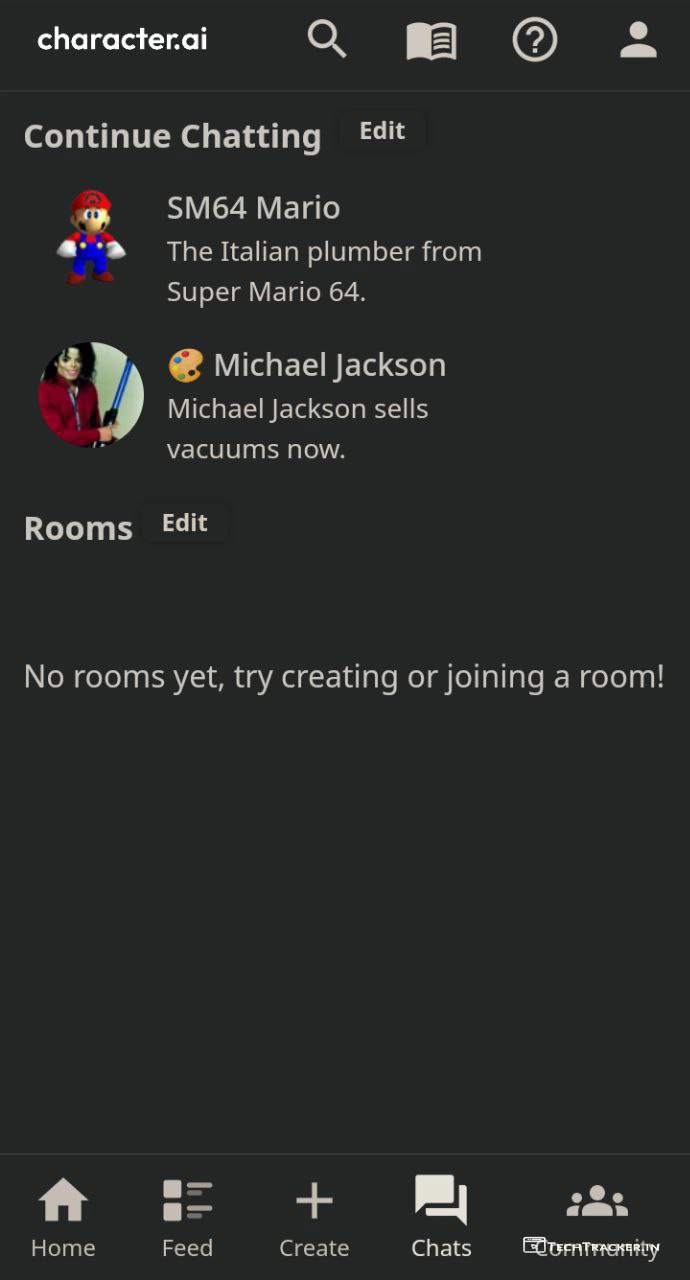 character.ai
Continue Chatting Edit
SM64 Mario
The Italian plumber from
Super Mario 64.
🎨 Michael Jackson
Michael Jackson sells
vacuums now.
Rooms Edit
No rooms yet, try creating or joining a room!
Home Feed Create Chats Community
TECHTRACKER.IN